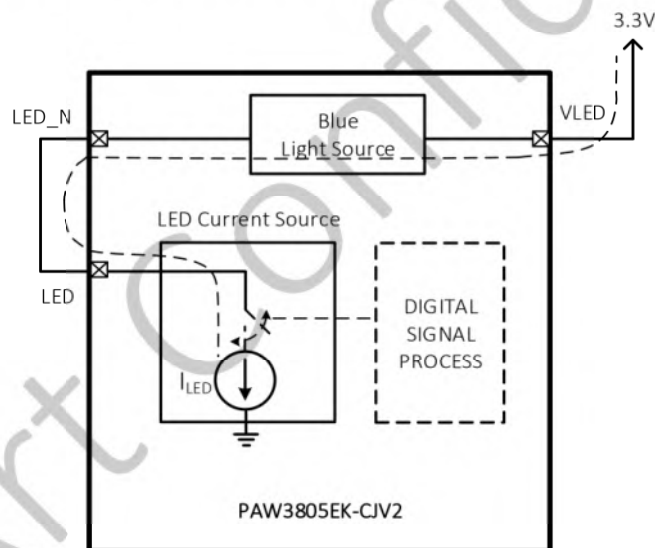 3.3V
LED_N
Blue
Light Source
VLED
LED Current Source
LED
DIGITAL
SIGNAL
PROCESS
ILED
PAW3805EK-CJV2